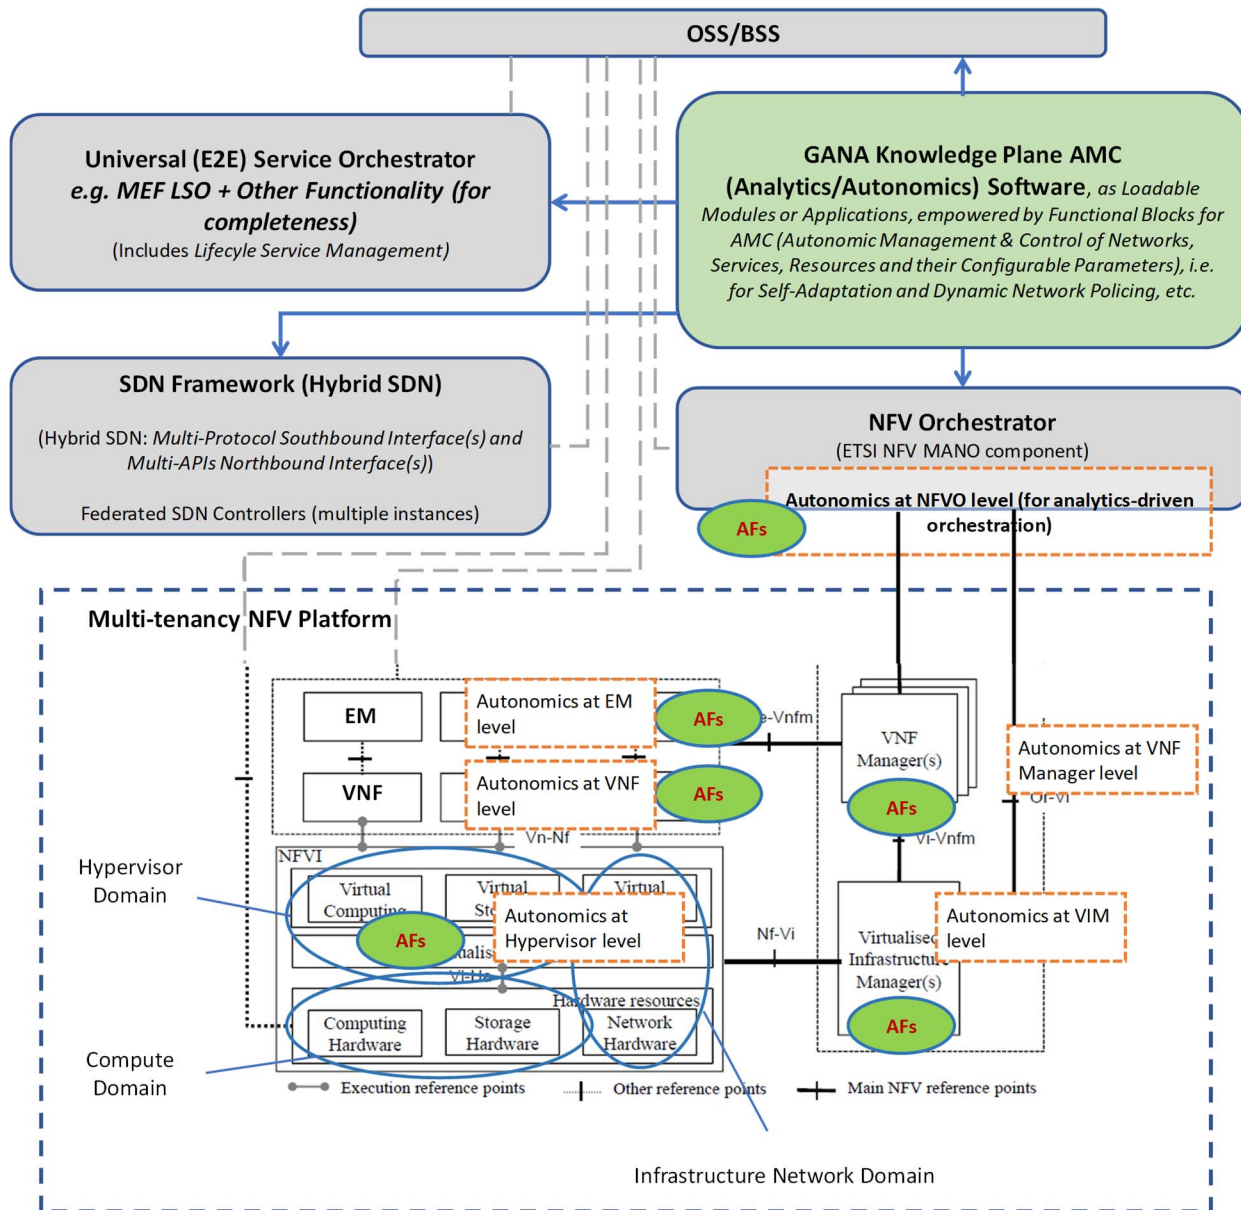 OSS/BSS
Universal (E2E) Service Orchestrator
e.g. MEF LSO + Other Functionality (for
completeness)
(Includes Lifecyle Service Management)
GANA Knowledge Plane AMC
(Analytics/Autonomics) Software, as Loadable
Modules or Applications, empowered by Functional Blocks for
AMC (Autonomic Management & Control of Networks,
Services, Resources and their Configurable Parameters), i.e.
for Self-Adaptation and Dynamic Network Policing, etc.
SDN Framework (Hybrid SDN)
(Hybrid SDN: Multi-Protocol Southbound Interface(s) and
Multi-APIs Northbound Interface(s))
Federated SDN Controllers (multiple instances)
NFV Orchestrator
(ETSI NFV MANO component)
Autonomics at NFVO level (for analytics-driven
orchestration)
AFs
Multi-tenancy NFV Platform
EM
Autonomics at EM
level
AFs
e-Vnfm
VNF
Manager(s)
AFs
Autonomics at VNF
Manager level
Or-Vi
VNF
Autonomics at VNF
level
AFs
Vn-Nf
Vi-Vnfm
NFVI
Hypervisor
Domain
Virtual
Computing
Virtual
Virtual
Autonomics at
Hypervisor level
AFs
Nf-Vi
Virtualised
Infrastructure
Manager(s)
AFs
Autonomics at VIM
level
Hardware resources
Computing
Hardware
Storage
Hardware
Network
Hardware
Compute
Domain
Execution reference points
Other reference points
Main NFV reference points
Infrastructure Network Domain